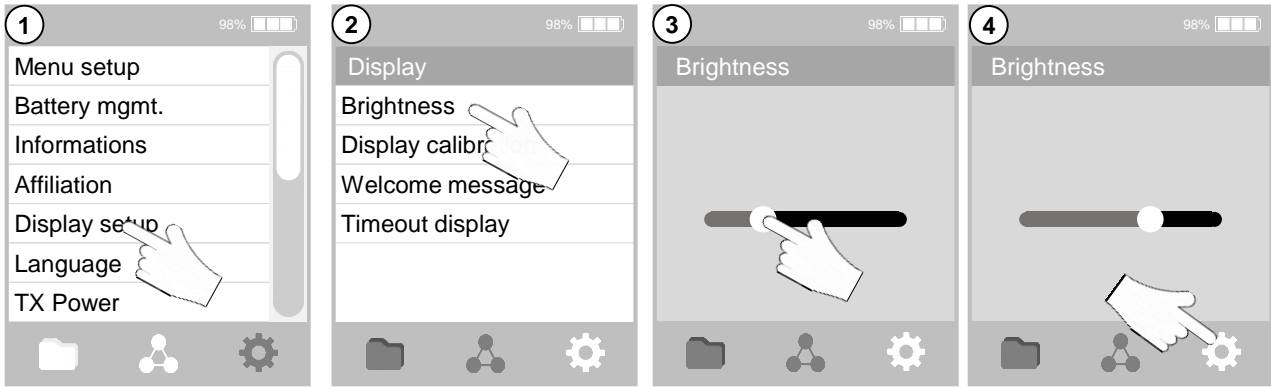 1
98%
Menu setup
Battery mgmt.
Informations
Affiliation
Display setup
Language
TX Power
2
98%
Display
Brightness
Display calibr
Welcome message
Timeout display
3
98%
Brightness
4
98%
Brightness